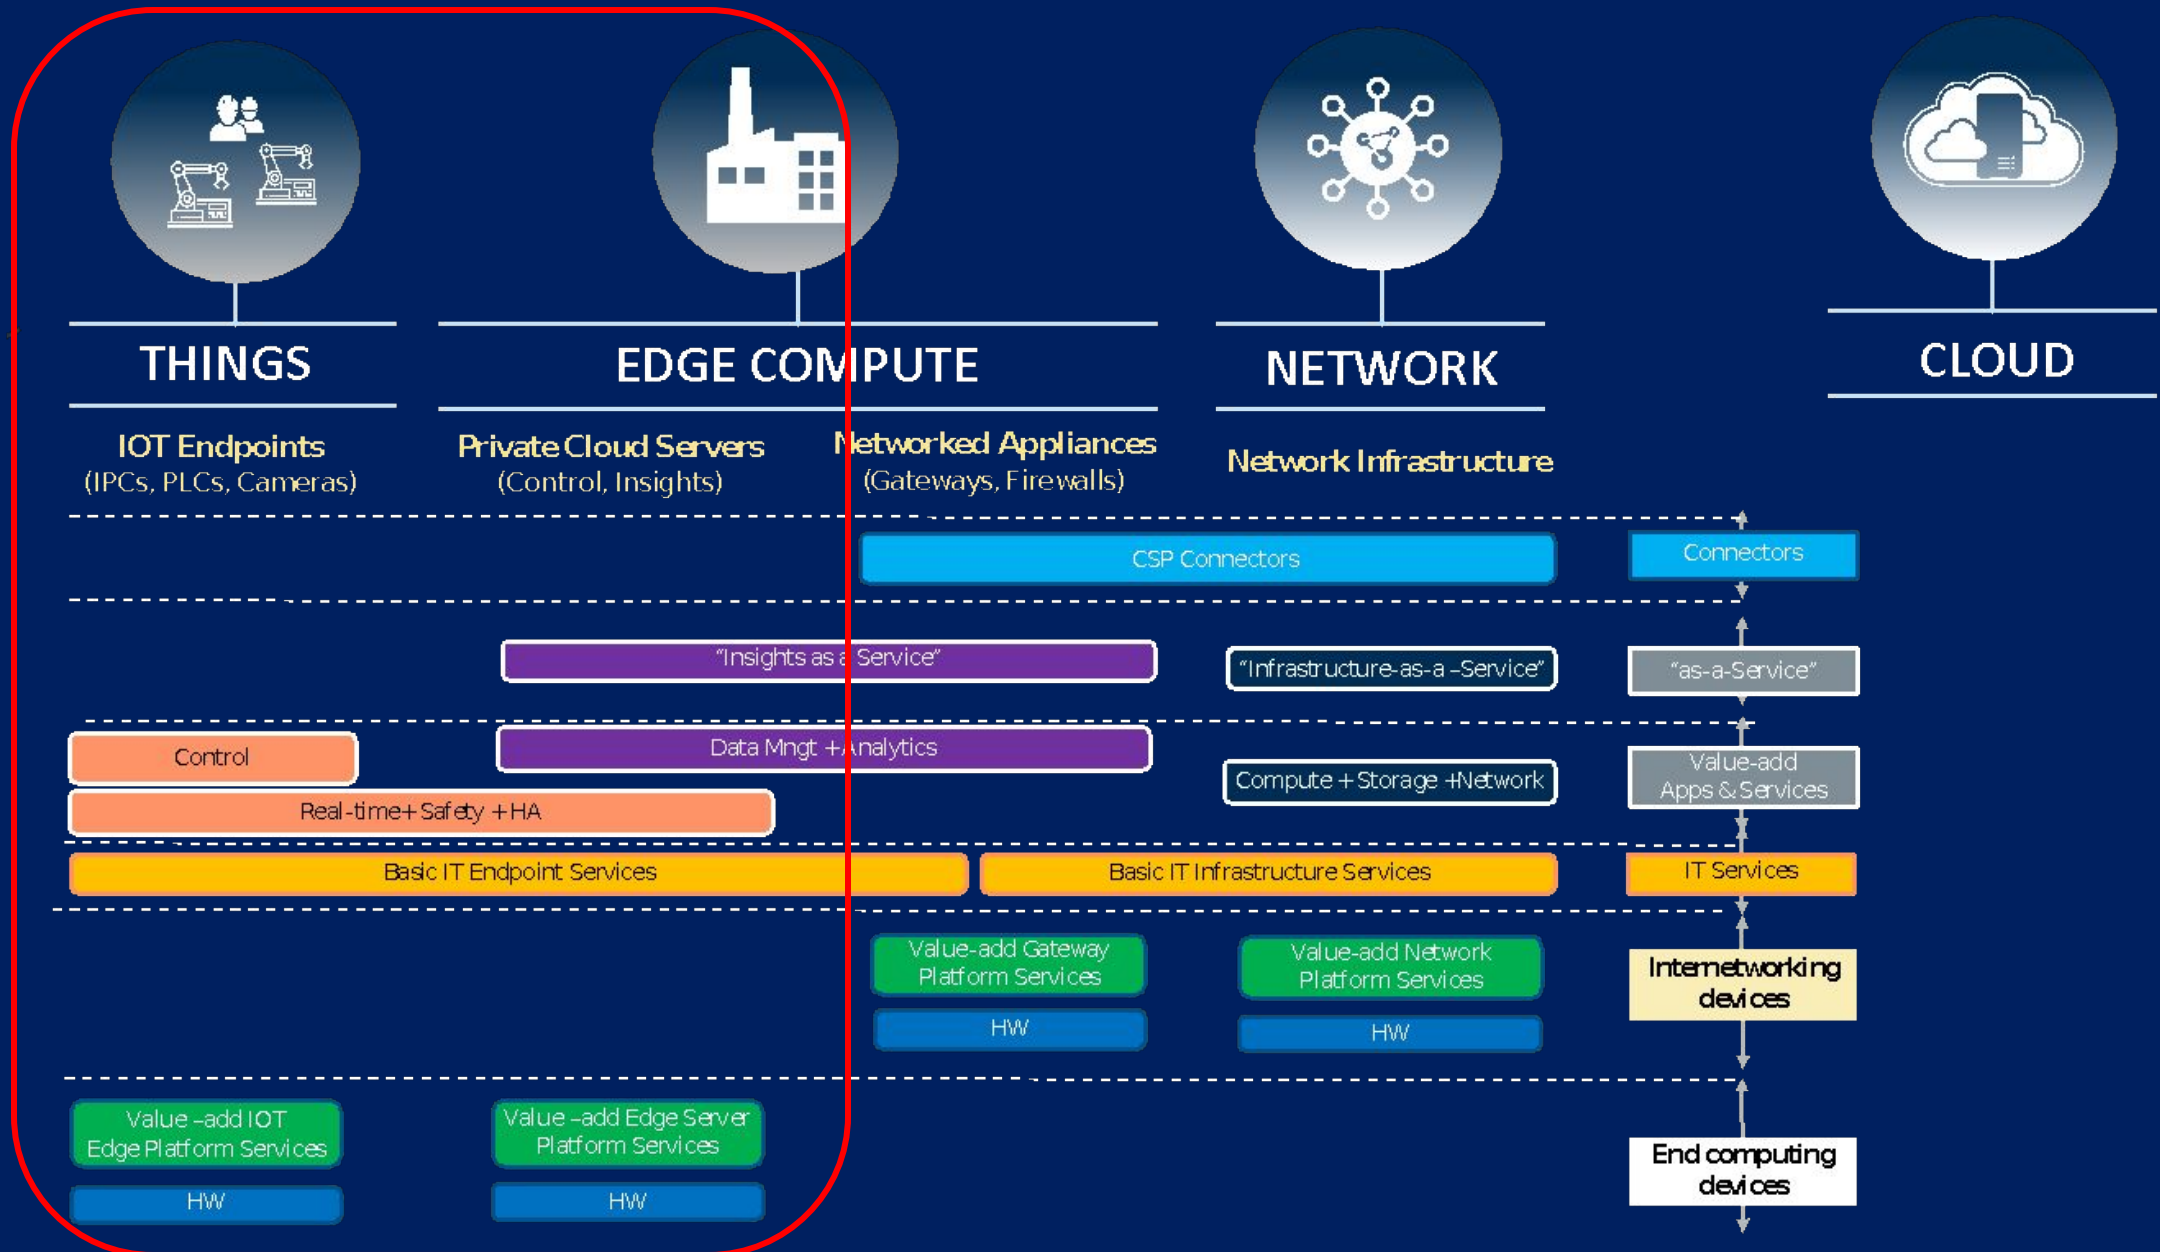 THINGS
EDGE COMPUTE
NETWORK
CLOUD
IOT Endpoints
(IPCs, PLCs, Cameras)
Private Cloud Servers
(Control, Insights)
Networked Appliances
(Gateways, Firewalls)
Network Infrastructure
CSP Connectors
Connectors
“Insights as a Service”
“Infrastructure-as-a –Service”
“as-a-Service”
Control
Data Mngt + Analytics
Compute + Storage +Network
Value-add
Apps & Services
Real-time+ Safety + HA
Basic IT Endpoint Services
Basic IT Infrastructure Services
IT Services
Value-add Gateway
Platform Services
Value-add Network
Platform Services
Internetworking
devices
HW
HW
Value –add IOT
Edge Platform Services
Value –add Edge Server
Platform Services
End computing
devices
HW
HW